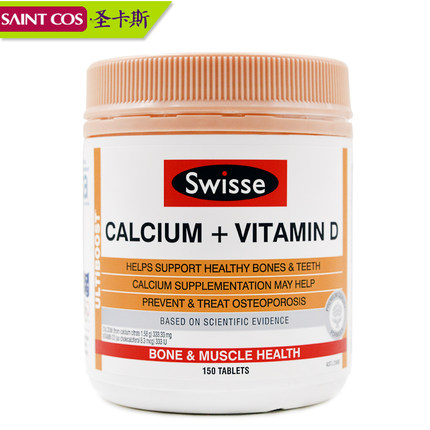 SAINT COS·圣卡斯
Swisse
ULTIBOOST
CALCIUM + VITAMIN D
HELPS SUPPORT HEALTHY BONES & TEETH
CALCIUM SUPPLEMENTATION MAY HELP
PREVENT & TREAT OSTEOPOROSIS
BASED ON SCIENTIFIC EVIDENCE
BONE & MUSCLE HEALTH
150 TABLETS